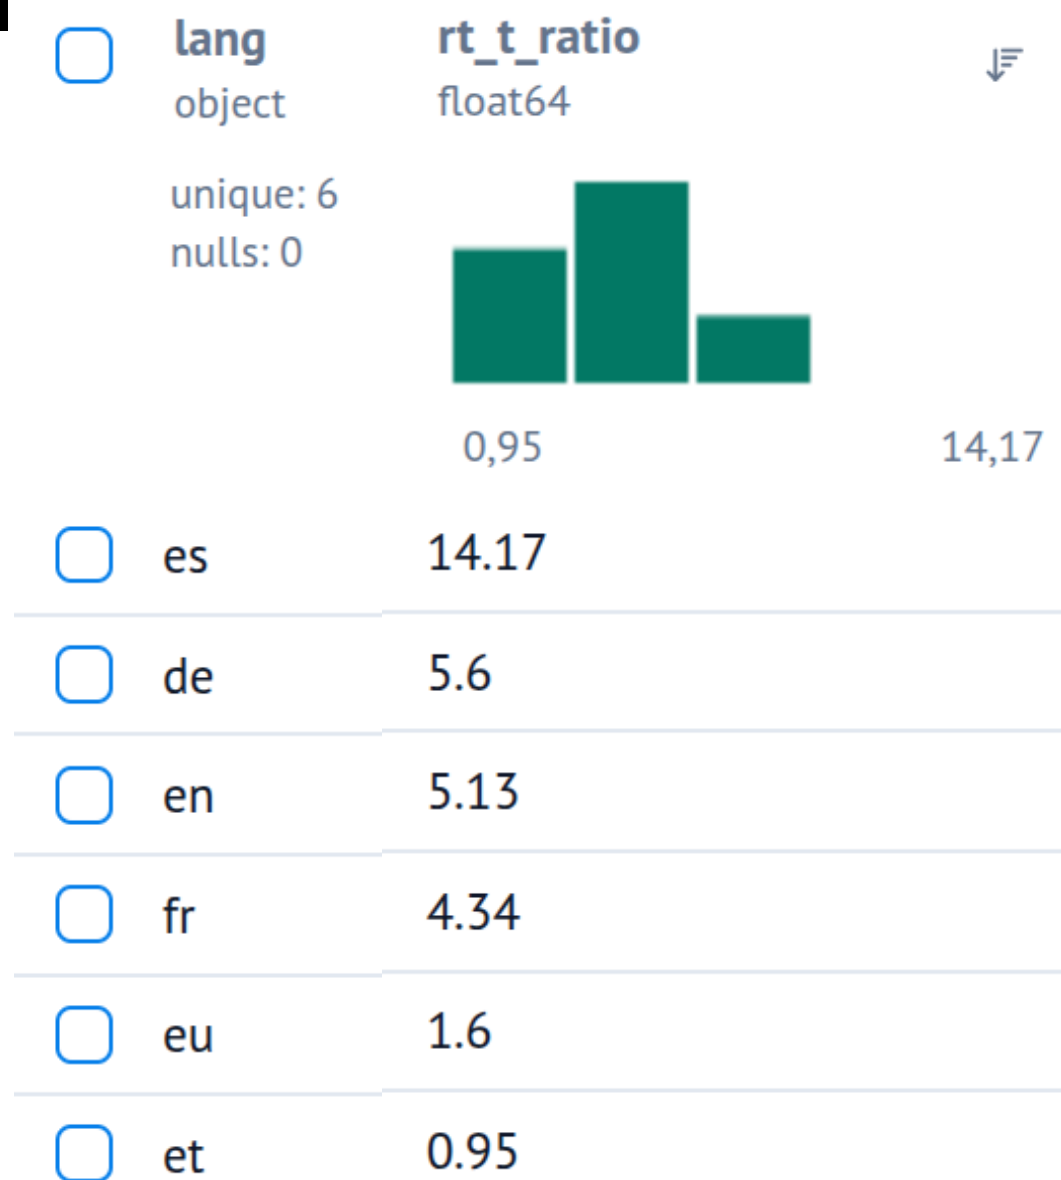 lang rt_t_ratio
object float64
unique: 6
nulls: 0
0,95 14,17
es 14.17
de 5.6
en 5.13
fr 4.34
eu 1.6
et 0.95